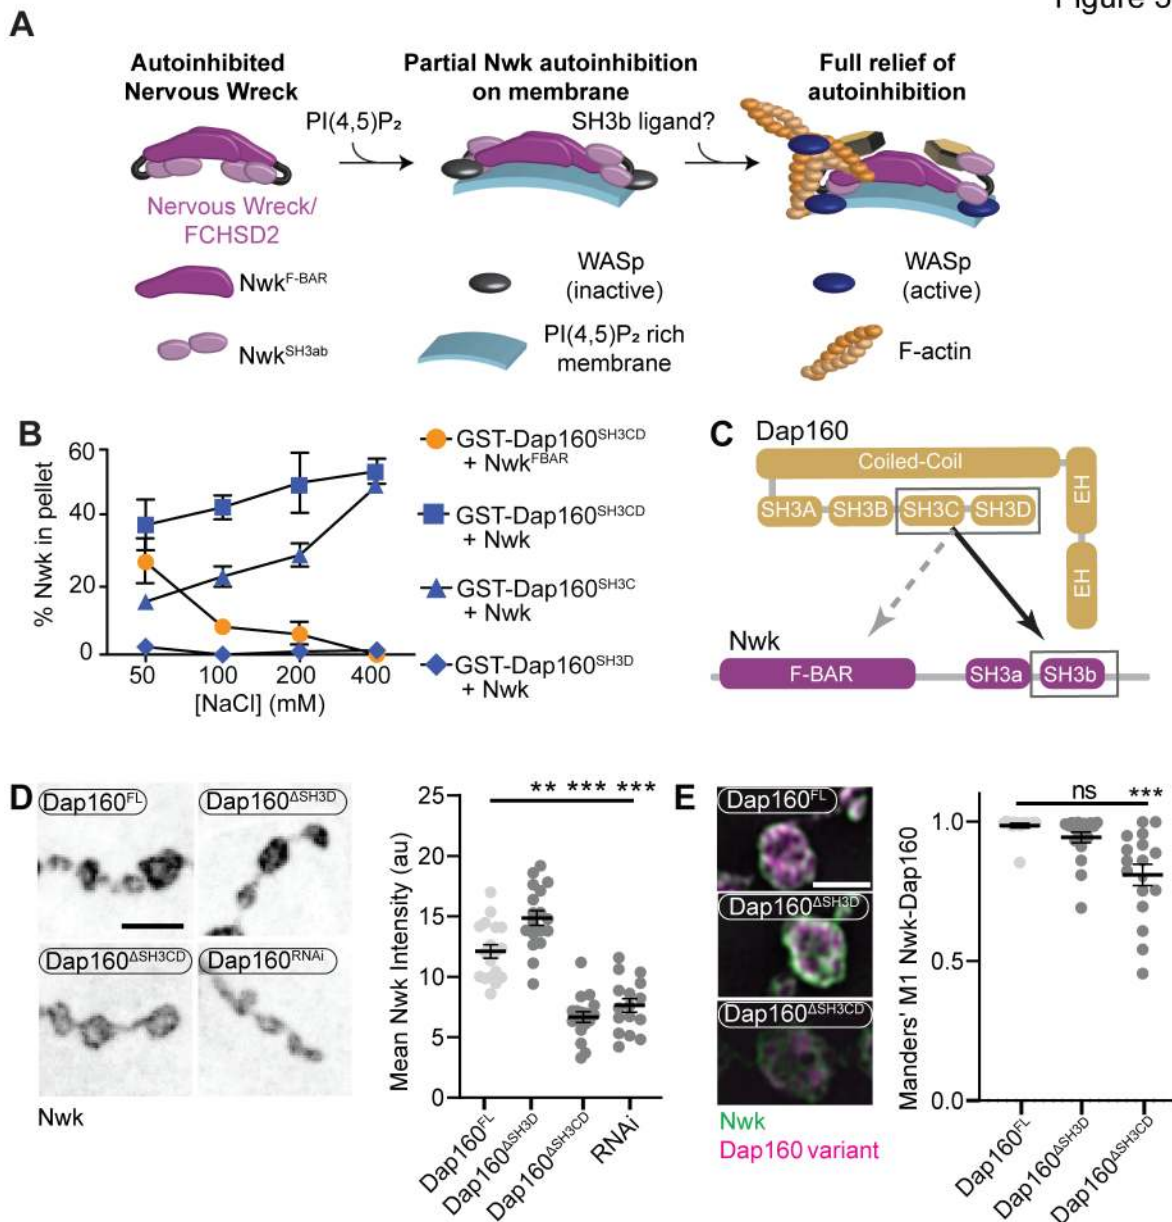 Figure 3
A
Autoinhibited
Nervous Wreck
Partial Nwk autoinhibition
on membrane
Full relief of
autoinhibition
PI(4,5)P₂
SH3b ligand?
Nervous Wreck/
FCHSD2
Nwk^F-BAR
WASp
(inactive)
WASp
(active)
Nwk^SH3ab
PI(4,5)P₂ rich
membrane
F-actin
B
% Nwk in pellet
60
40
20
0
50 100 200 400
[NaCl] (mM)
GST-Dap160^SH3CD
+ Nwk^FBAR
GST-Dap160^SH3CD
+ Nwk
GST-Dap160^SH3C
+ Nwk
GST-Dap160^SH3D
+ Nwk
C
Dap160
Coiled-Coil
SH3A SH3B SH3C SH3D
EH
EH
Nwk
F-BAR SH3a SH3b
D
Dap160^FL
Dap160^ΔSH3D
Dap160^ΔSH3CD
Dap160^RNAi
Nwk
Mean Nwk Intensity (au)
25
20
15
10
5
0
** *** ***
Dap160^FL
Dap160^ΔSH3D
Dap160^ΔSH3CD
RNAi
E
Dap160^FL
Dap160^ΔSH3D
Dap160^ΔSH3CD
Nwk
Dap160 variant
Manders' M1 Nwk-Dap160
1.0
0.5
0.0
ns ***
Dap160^FL
Dap160^ΔSH3D
Dap160^ΔSH3CD